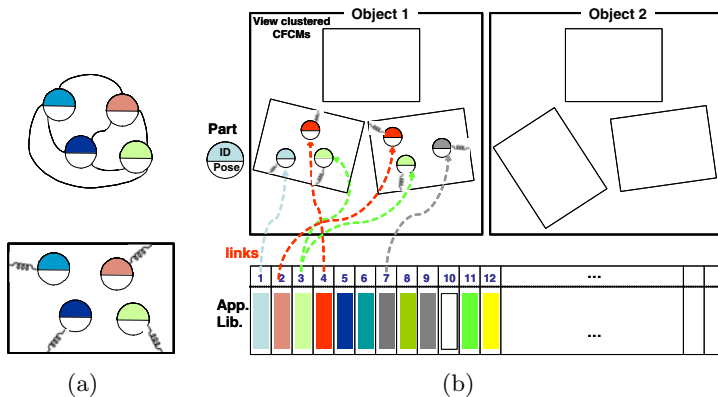 View clustered
CFCMs
Object 1
Object 2
Part
ID
Pose
links
1 2 3 4 5 6 7 8 9 10 11 12 ...
App.
Lib.
...
(a)
(b)